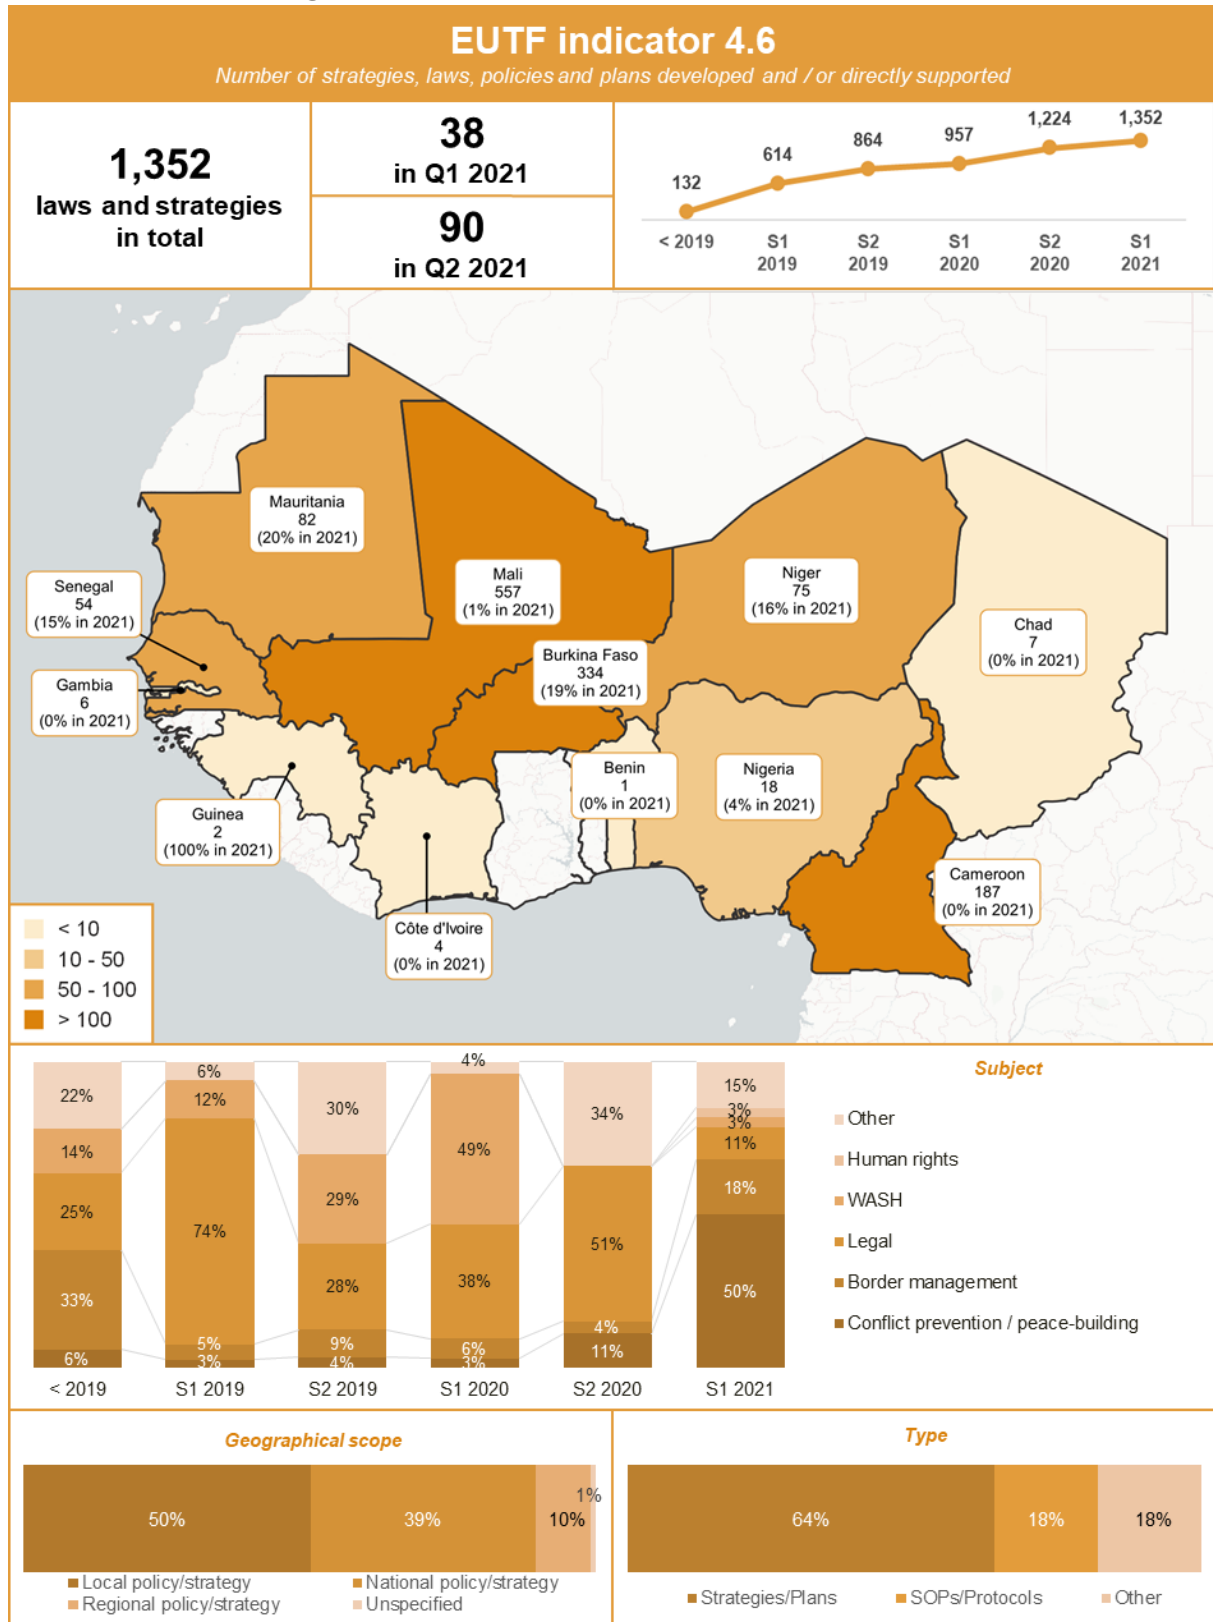 EUTF indicator 4.6
Number of strategies, laws, policies and plans developed and / or directly supported
1,352
laws and strategies
in total
38
in Q1 2021
90
in Q2 2021
132
614
864
957
1,224
1,352
< 2019
S1
2019
S2
2019
S1
2020
S2
2020
S1
2021
Mauritania
82
(20% in 2021)
Mali
557
(1% in 2021)
Niger
75
(16% in 2021)
Senegal
54
(15% in 2021)
Chad
7
(0% in 2021)
Burkina Faso
334
(19% in 2021)
Gambia
6
(0% in 2021)
Benin
1
(0% in 2021)
Nigeria
18
(4% in 2021)
Guinea
2
(100% in 2021)
Cameroon
187
(0% in 2021)
Côte d'Ivoire
4
(0% in 2021)
< 10
10 - 50
50 - 100
> 100
22%
14%
25%
33%
6%
< 2019
6%
12%
74%
5%
3%
S1 2019
30%
29%
28%
9%
4%
S2 2019
4%
49%
38%
6%
3%
S1 2020
34%
51%
4%
11%
S2 2020
15%
3%
3%
11%
18%
50%
S1 2021
Subject
Other
Human rights
WASH
Legal
Border management
Conflict prevention / peace-building
Geographical scope
50%
39%
10%
1%
Local policy/strategy
National policy/strategy
Regional policy/strategy
Unspecified
Type
64%
18%
18%
Strategies/Plans
SOPs/Protocols
Other